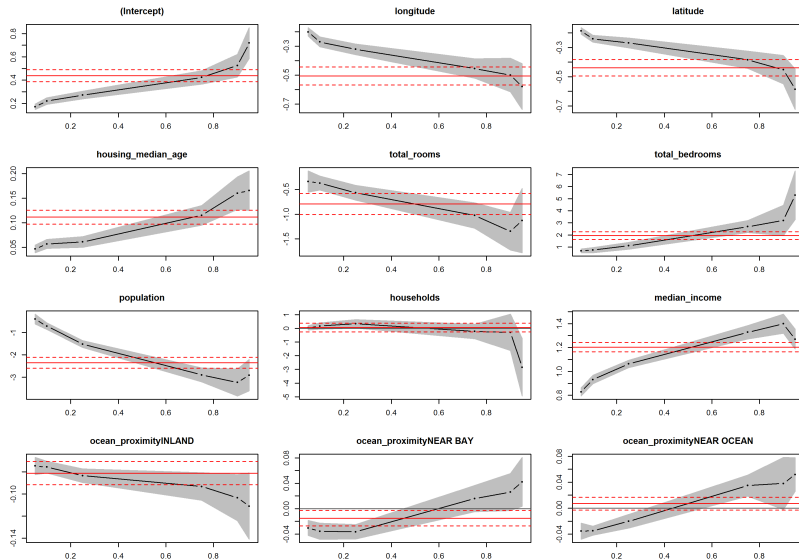 (Intercept)
longitude
latitude
0.2 0.4 0.6 0.8
-0.7 -0.5 -0.3
-0.7 -0.5 -0.3
0.2 0.4 0.6 0.8
0.2 0.4 0.6 0.8
0.2 0.4 0.6 0.8
housing_median_age
total_rooms
total_bedrooms
0.05 0.10 0.15 0.20
-1.5 -1.0 -0.5
1 2 3 4 5 6 7
0.2 0.4 0.6 0.8
0.2 0.4 0.6 0.8
0.2 0.4 0.6 0.8
population
households
median_income
-3 -2 -1
-5 -4 -3 -2 -1 0 1
0.8 1.0 1.2 1.4
0.2 0.4 0.6 0.8
0.2 0.4 0.6 0.8
0.2 0.4 0.6 0.8
ocean_proximityINLAND
ocean_proximityNEAR BAY
ocean_proximityNEAR OCEAN
-0.14 -0.10
-0.04 0.00 0.04 0.08
-0.04 0.00 0.04 0.08
0.2 0.4 0.6 0.8
0.2 0.4 0.6 0.8
0.2 0.4 0.6 0.8